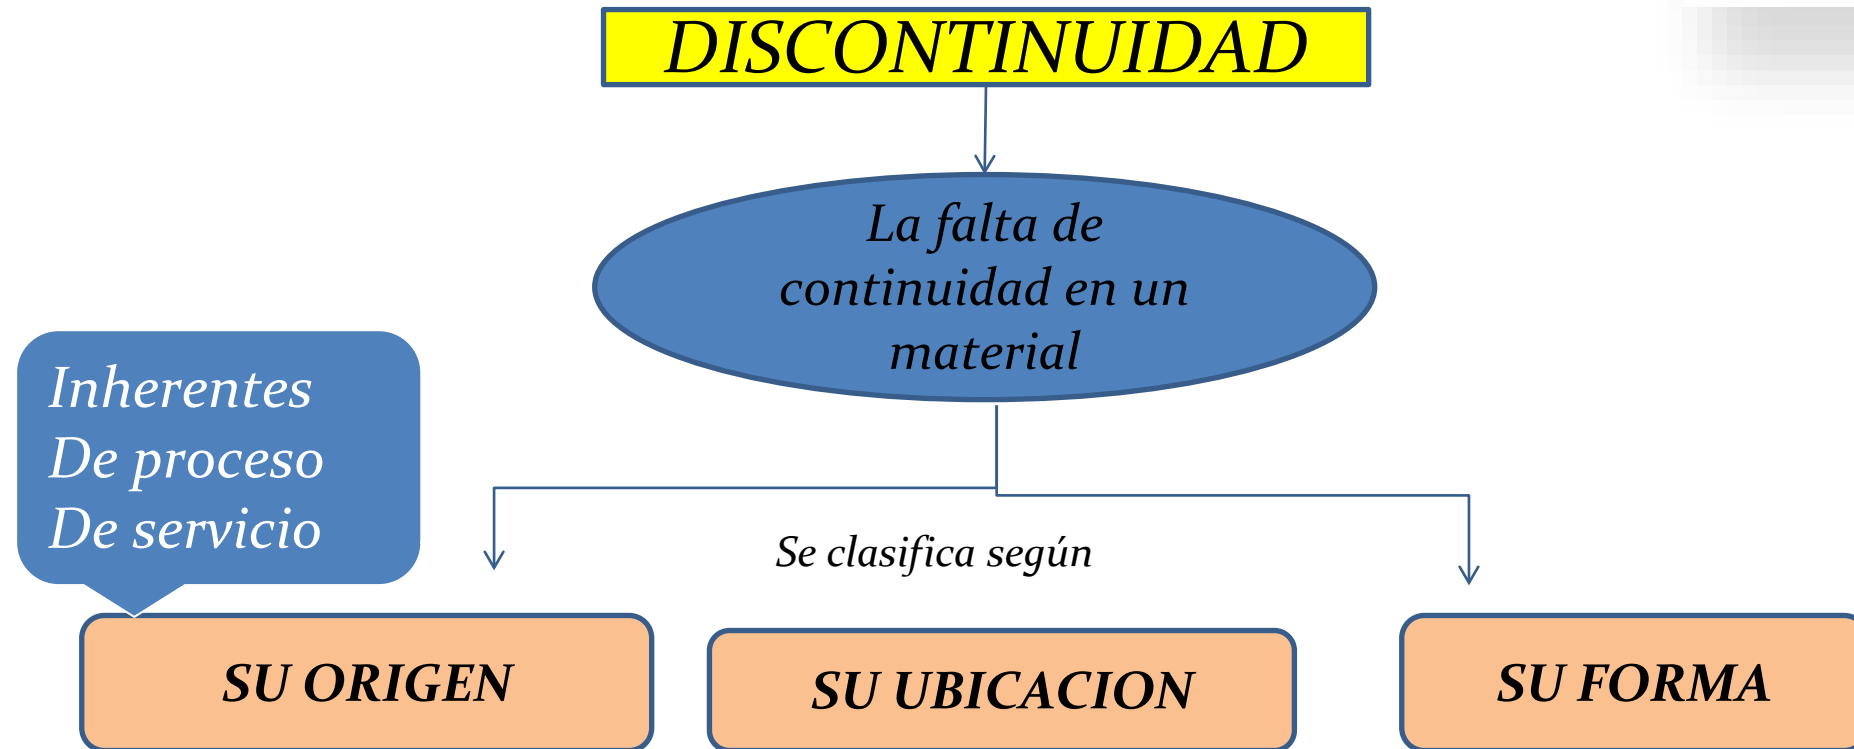 DISCONTINUIDAD
La falta de
continuidad en un
material
Inherentes
De proceso
De servicio
Se clasifica según
SU ORIGEN
SU UBICACION
SU FORMA